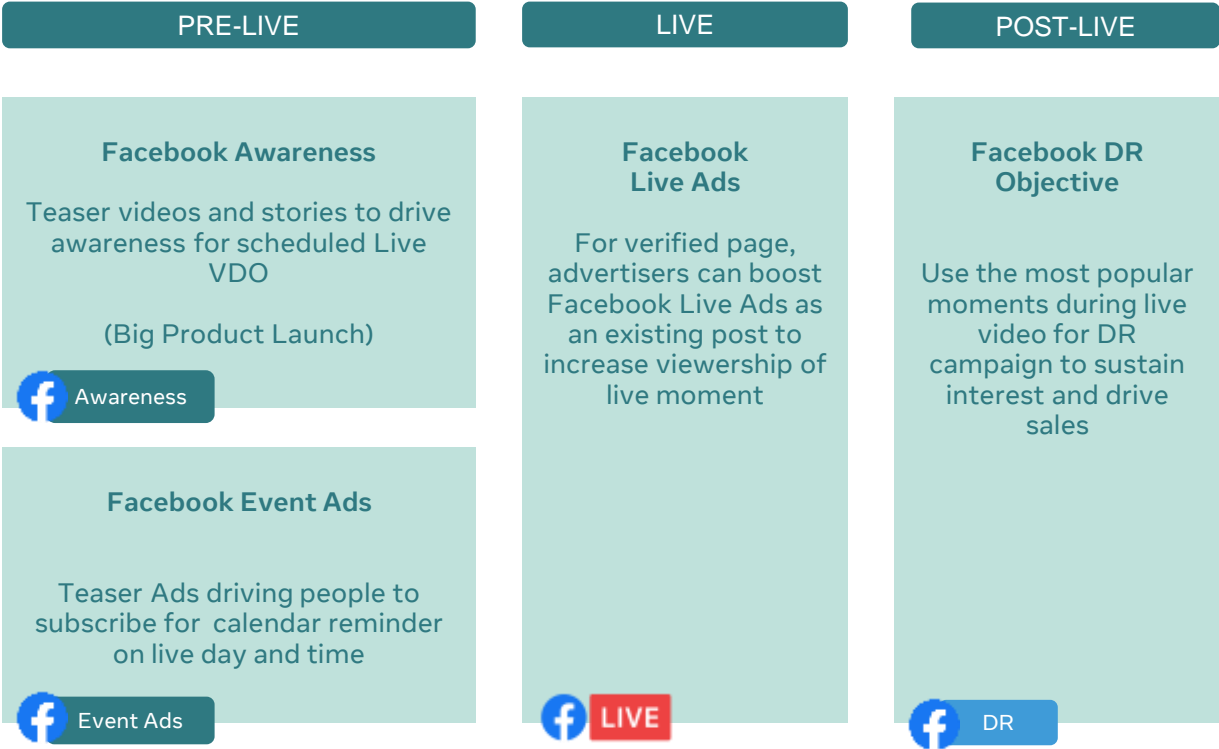 PRE-LIVE
Facebook Awareness
Teaser videos and stories to drive
awareness for scheduled Live
VDO
(Big Product Launch)
Awareness
Facebook Event Ads
Teaser Ads driving people to
subscribe for calendar reminder
on live day and time
Event Ads
LIVE
Facebook
Live Ads
For verified page,
advertisers can boost
Facebook Live Ads as
an existing post to
increase viewership of
live moment
LIVE
POST-LIVE
Facebook DR
Objective
Use the most popular
moments during live
video for DR
campaign to sustain
interest and drive
sales
DR